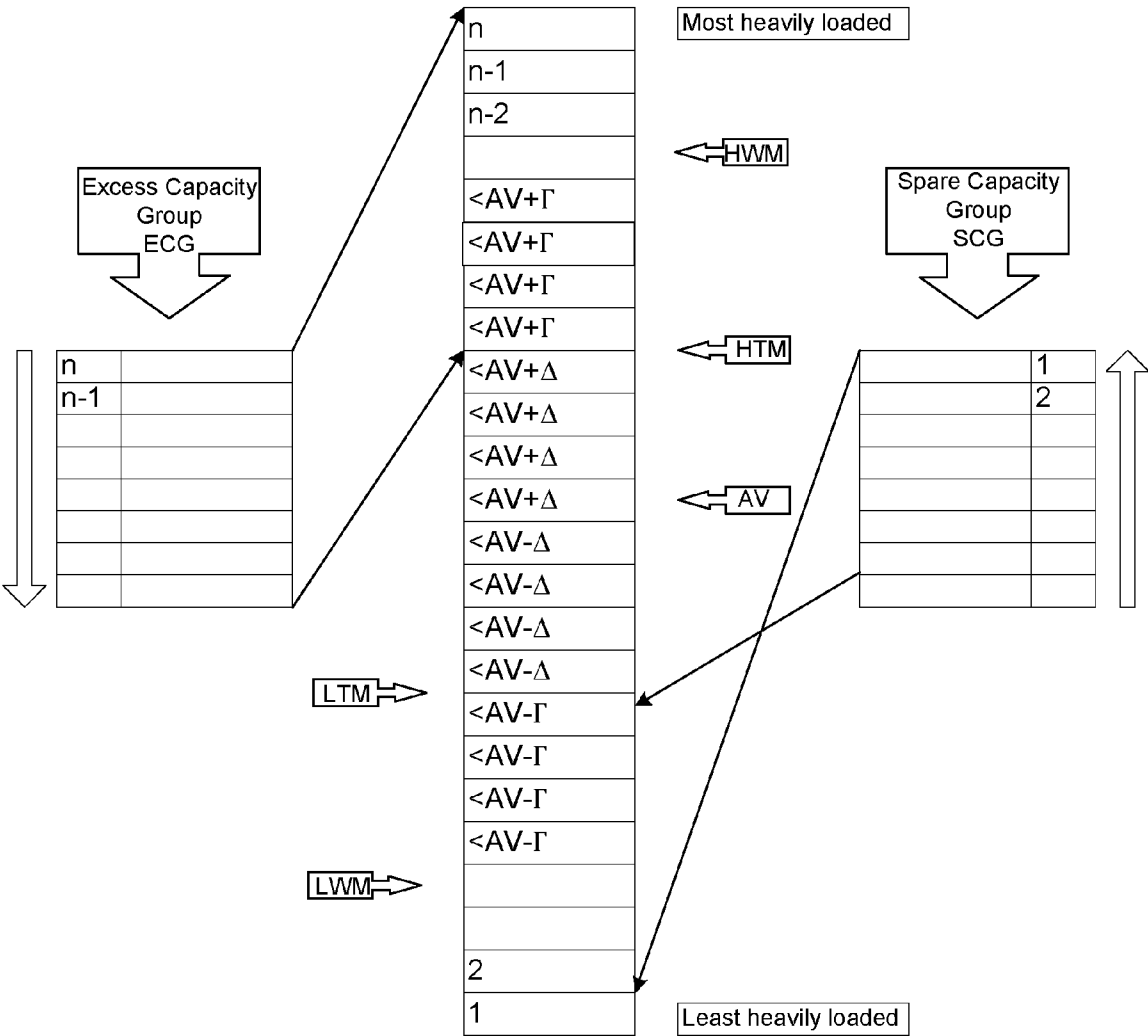 n
Most heavily loaded
n-1
n-2
HWM
Excess Capacity
Group
ECG
Spare Capacity
Group
SCG
<AV+Γ
<AV+Γ
<AV+Γ
<AV+Γ
HTM
n
n-1
1
2
<AV+Δ
<AV+Δ
<AV+Δ
<AV+Δ
AV
<AV-Δ
<AV-Δ
<AV-Δ
<AV-Δ
LTM
<AV-Γ
<AV-Γ
<AV-Γ
<AV-Γ
LWM
2
1
Least heavily loaded